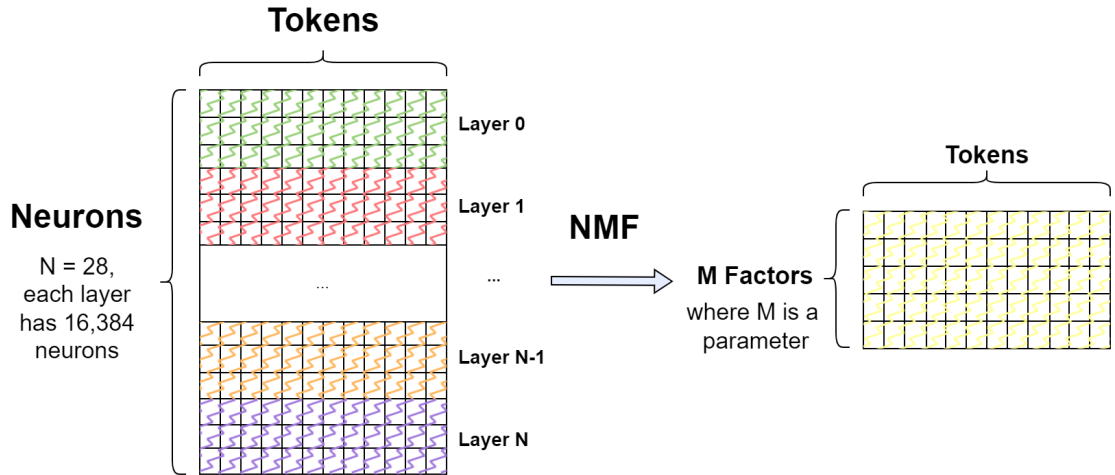 Tokens
Neurons
N = 28,
each layer
has 16,384
neurons
Layer 0
Layer 1
...
...
Layer N-1
Layer N
NMF
Tokens
M Factors
where M is a
parameter